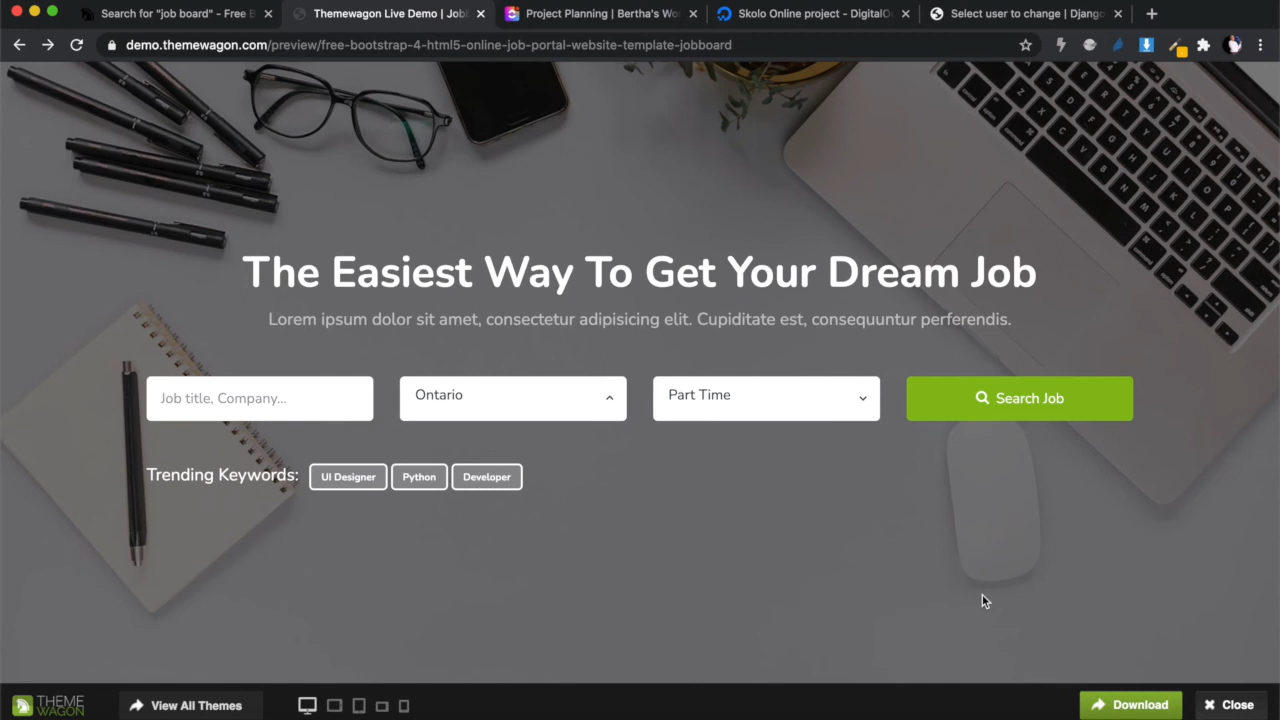 Search for "job board" - Free B
Themewagon Live Demo | Jobl
Project Planning | Bertha's Wo
Skolo Online project - DigitalO
Select user to change | Django
demo.themewagon.com/preview/free-bootstrap-4-html5-online-job-portal-website-template-jobboard
The Easiest Way To Get Your Dream Job
Lorem ipsum dolor sit amet, consectetur adipisicing elit. Cupiditate est, consequuntur perferendis.
Job title, Company...
Ontario
Part Time
Search Job
Trending Keywords:
UI Designer
Python
Developer
THEME
WAGON
View All Themes
Download
Close